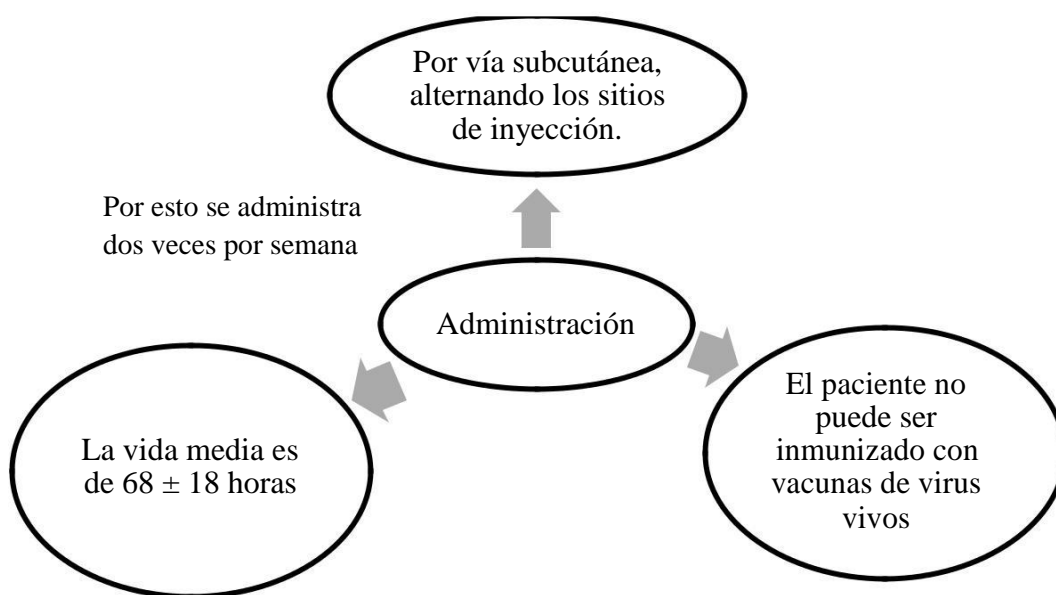 Por vía subcutánea,
alternando los sitios
de inyección.
Por esto se administra
dos veces por semana
Administración
La vida media es
de 68 ± 18 horas
El paciente no
puede ser
inmunizado con
vacunas de virus
vivos